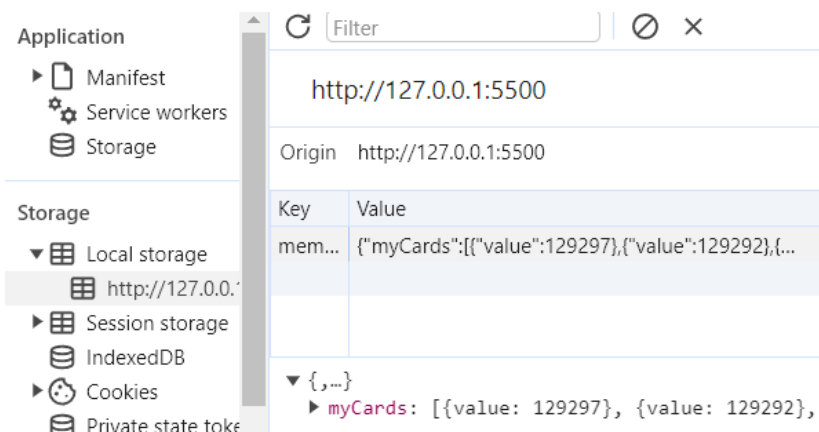 Application
Manifest
Service workers
Storage
Storage
Local storage
http://127.0.0.1
Session storage
IndexedDB
Cookies
Private state toke
Filter
http://127.0.0.1:5500
Origin http://127.0.0.1:5500
Key Value
mem... {"myCards":[{"value":129297},{"value":129292},{...
{,…}
myCards: [{value: 129297}, {value: 129292},